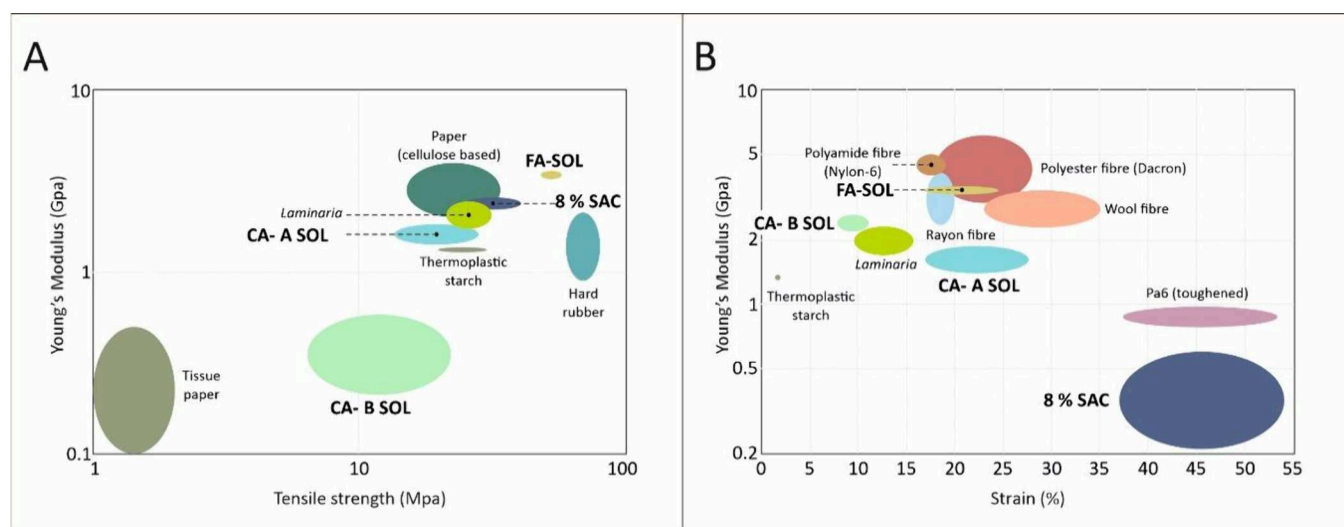 A
10
1
0.1
Young's Modulus (Gpa)
1
10
100
Tensile strength (Mpa)
Paper
(cellulose based)
FA-SOL
8 % SAC
Laminaria
CA- A SOL
Thermoplastic
starch
Hard
rubber
Tissue
paper
CA- B SOL
B
10
5
2
1
0.5
0.2
Young's Modulus (Gpa)
0
5
10
15
20
25
30
35
40
45
50
55
Strain (%)
Polyamide fibre
(Nylon-6)
Polyester fibre (Dacron)
FA-SOL
Wool fibre
CA- B SOL
Rayon fibre
Laminaria
CA- A SOL
Thermoplastic
starch
Pa6 (toughened)
8 % SAC